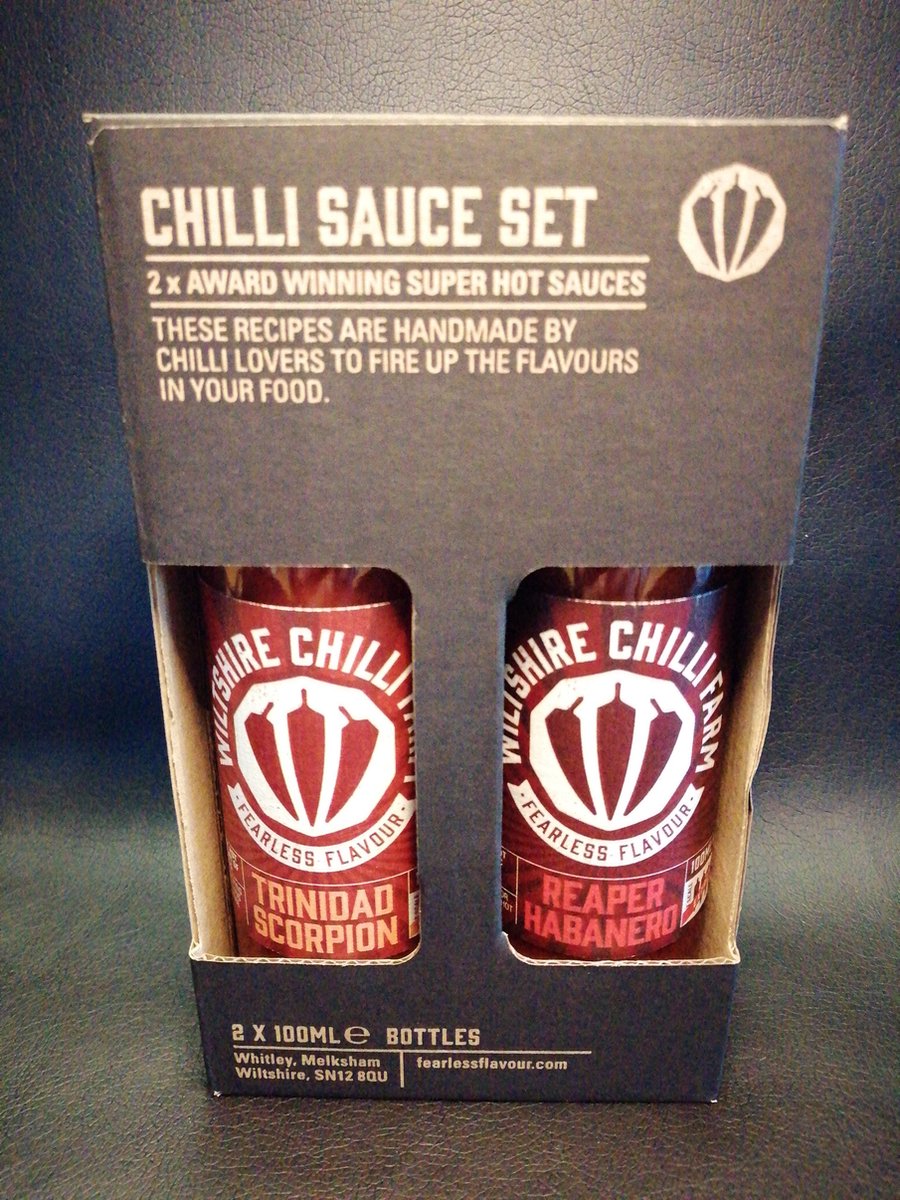 CHILLI SAUCE SET
2 x AWARD WINNING SUPER HOT SAUCES
THESE RECIPES ARE HANDMADE BY
CHILLI LOVERS TO FIRE UP THE FLAVOURS
IN YOUR FOOD.
WILTSHIRE CHILLI FARM
FEARLESS FLAVOUR
TRINIDAD
SCORPION
WILTSHIRE CHILLI FARM
FEARLESS FLAVOUR
REAPER
HABANERO
100ML
2 X 100ML e BOTTLES
Whitley, Melksham
Wiltshire, SN12 8QU
fearlessflavour.com